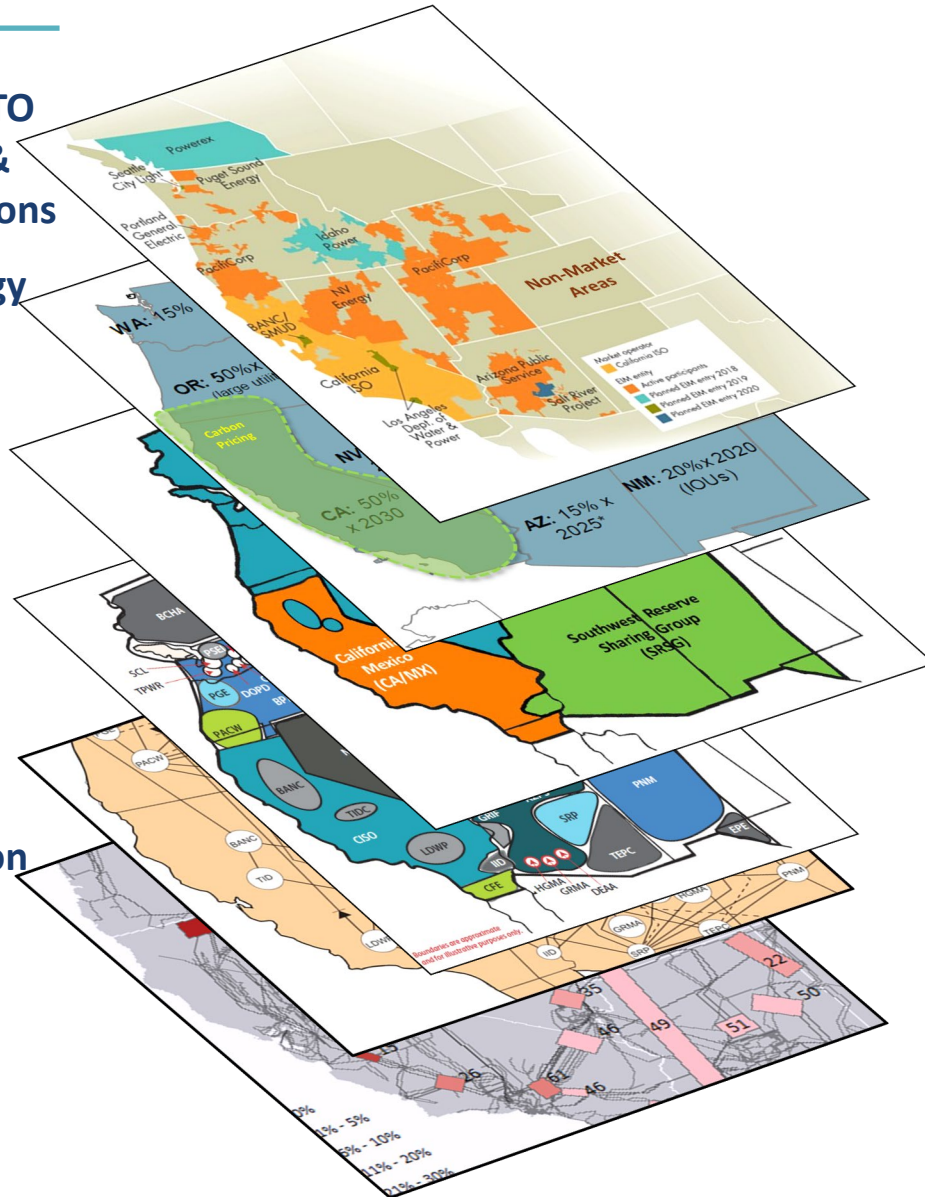 TO
&
ons
gy
on
Powerex
Seattle
City Light
Puget Sound
Energy
Portland
General
Electric
PacifiCorp
Idaho
Power
PacifiCorp
NV
Energy
Non-Market
Areas
BANC/
SMUD
California
ISO
Arizona Public
Service
Salt River
Project
Los Angeles
Dept. of
Water &
Power
Market operator
California ISO
EIM entity
Active participants
Planned EIM entry 2018
Planned EIM entry 2019
Planned EIM entry 2020
WA: 15%
OR: 50%x
(large utili
Carbon
Pricing
NV
CA: 50%
x 2030
AZ: 15% x
2025*
NM: 20%x2020
(IOUs)
California
Mexico
(CA/MX)
Southwest Reserve
Sharing Group
(SRSG)
BCHA
SCL
TPWR
PSEI
PGE
DOPD
BP
PACW
BANC
TIDC
CISO
LDWP
IID
CFE
GRIF
SRP
HGMA
GRMA
DEAA
TEPC
PNM
EPE
Boundaries are approximate
and for illustrative purposes only.
PACW
BANC
TID
LDWP
IID
GRMA
SRP
HGMA
TEPC
PNM
26
35
46
61
46
49
51
50
22
0%
1% - 5%
6% - 10%
11% - 20%
21% - 30%